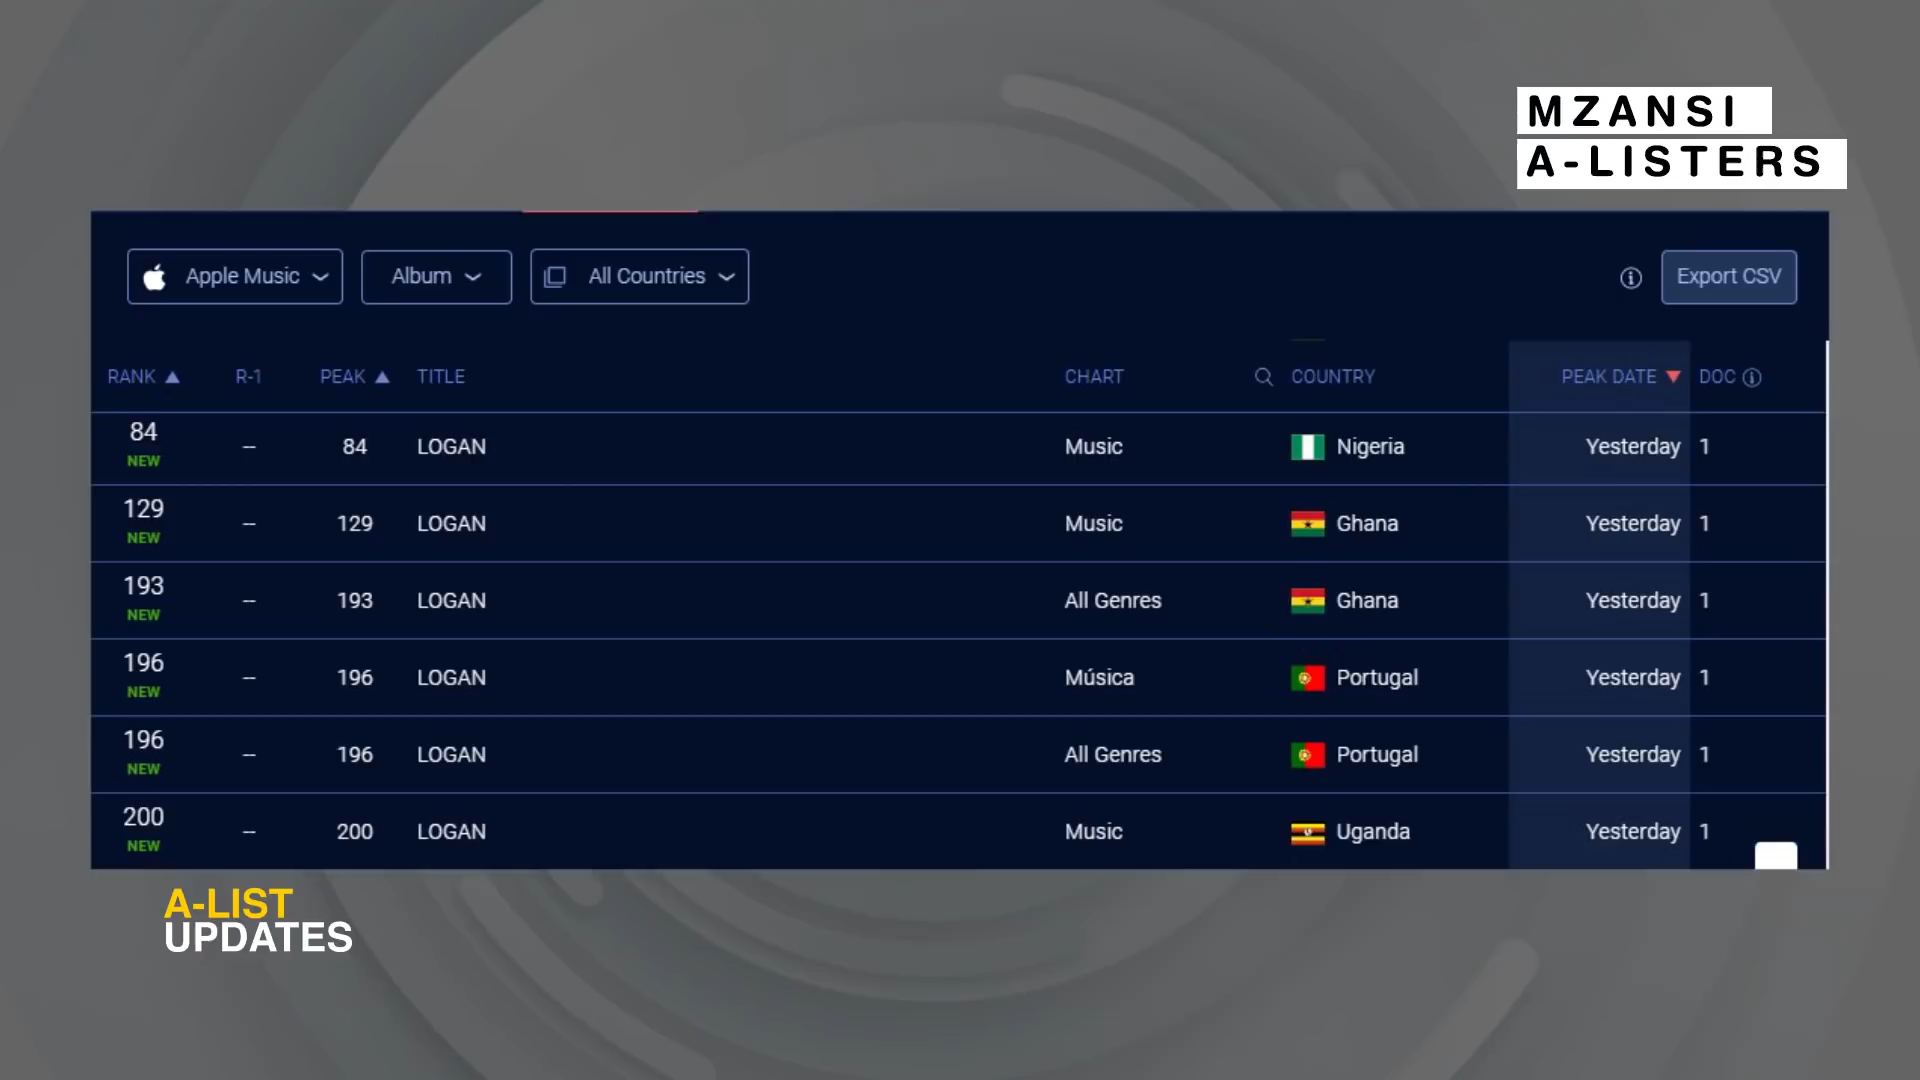 MZANSI
A-LISTERS
Apple Music Album All Countries Export CSV
RANK R-1 PEAK TITLE CHART COUNTRY PEAK DATE DOC
84 NEW -- 84 LOGAN Music Nigeria Yesterday 1
129 NEW -- 129 LOGAN Music Ghana Yesterday 1
193 NEW -- 193 LOGAN All Genres Ghana Yesterday 1
196 NEW -- 196 LOGAN Música Portugal Yesterday 1
196 NEW -- 196 LOGAN All Genres Portugal Yesterday 1
200 NEW -- 200 LOGAN Music Uganda Yesterday 1
A-LIST
UPDATES